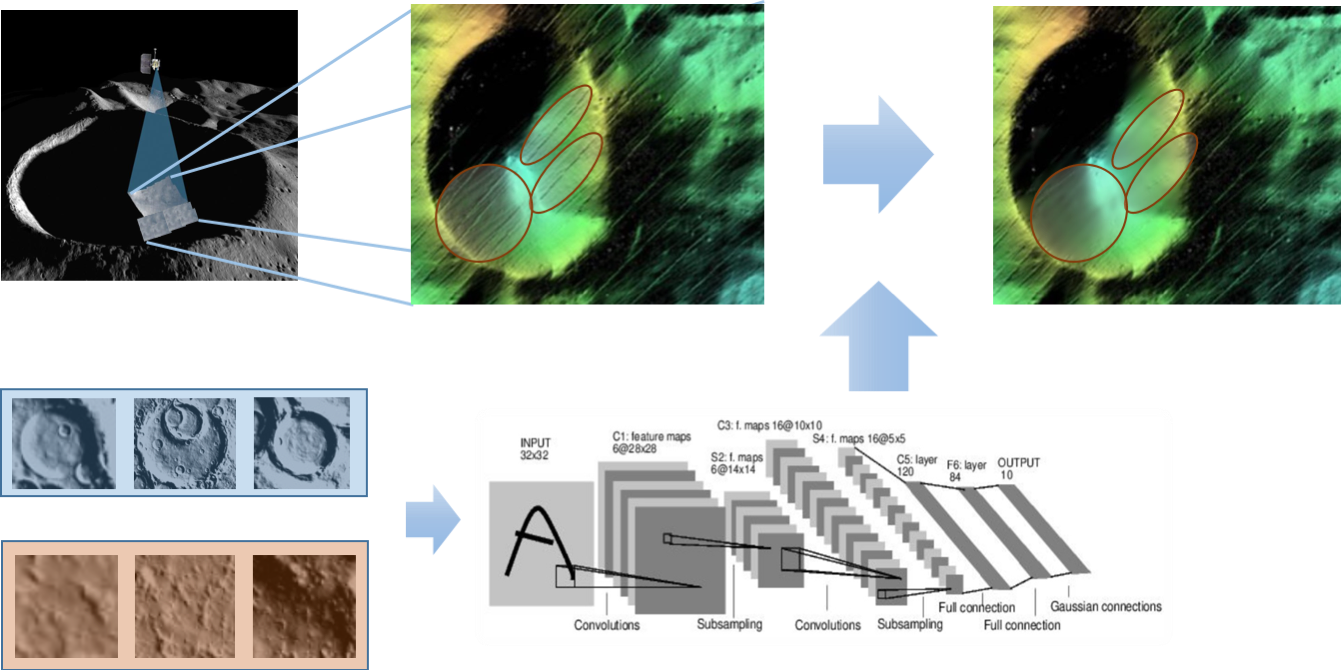 INPUT
32x32
C1: feature maps
6@28x28
S2: f. maps
6@14x14
C3: f. maps 16@10x10
S4: f. maps 16@5x5
C5: layer
120
F6: layer
84
OUTPUT
10
A
Convolutions
Subsampling
Convolutions
Subsampling
Full connection
Full connection
Gaussian connections